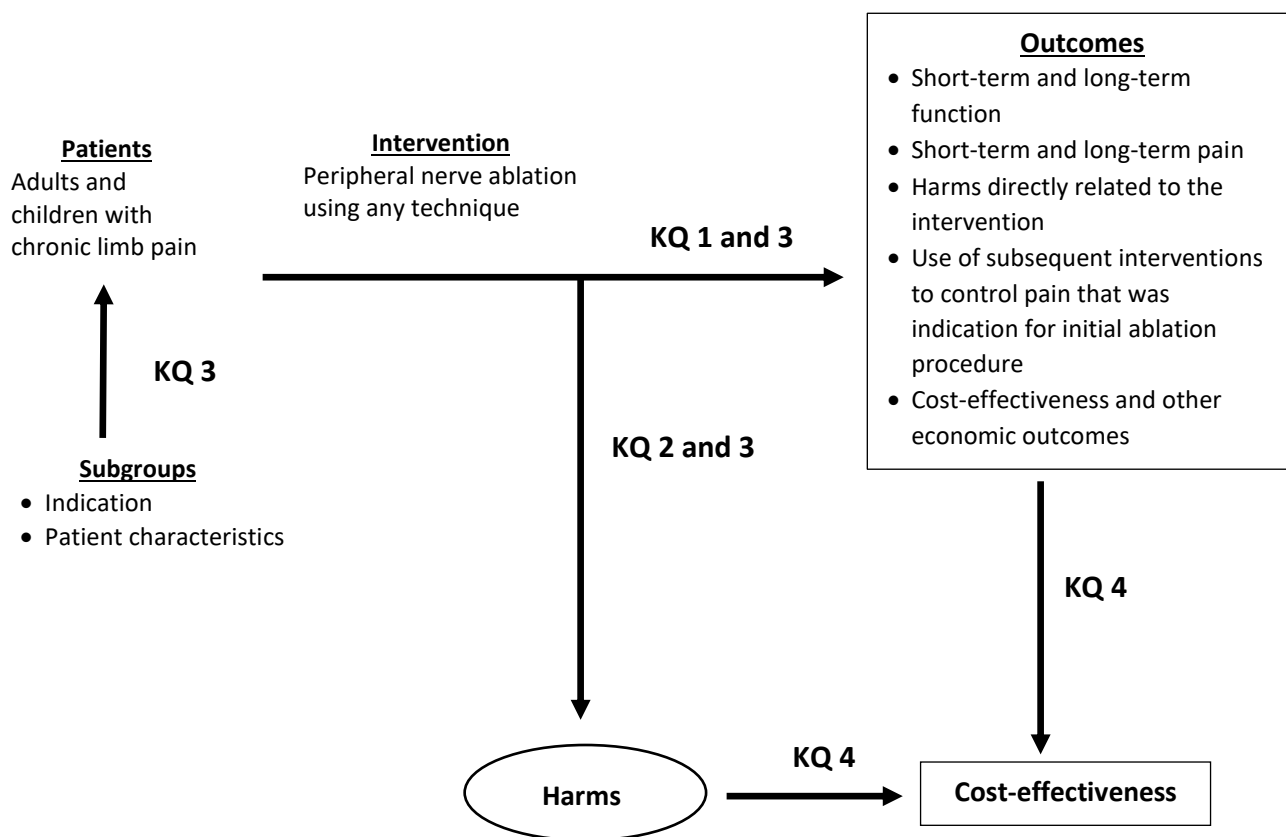 Patients
Adults and
children with
chronic limb pain
KQ 3
Subgroups
• Indication
• Patient characteristics
Intervention
Peripheral nerve ablation
using any technique
KQ 1 and 3
KQ 2 and 3
Outcomes
• Short-term and long-term
function
• Short-term and long-term pain
• Harms directly related to the
intervention
• Use of subsequent interventions
to control pain that was
indication for initial ablation
procedure
• Cost-effectiveness and other
economic outcomes
KQ 4
Harms
KQ 4
Cost-effectiveness